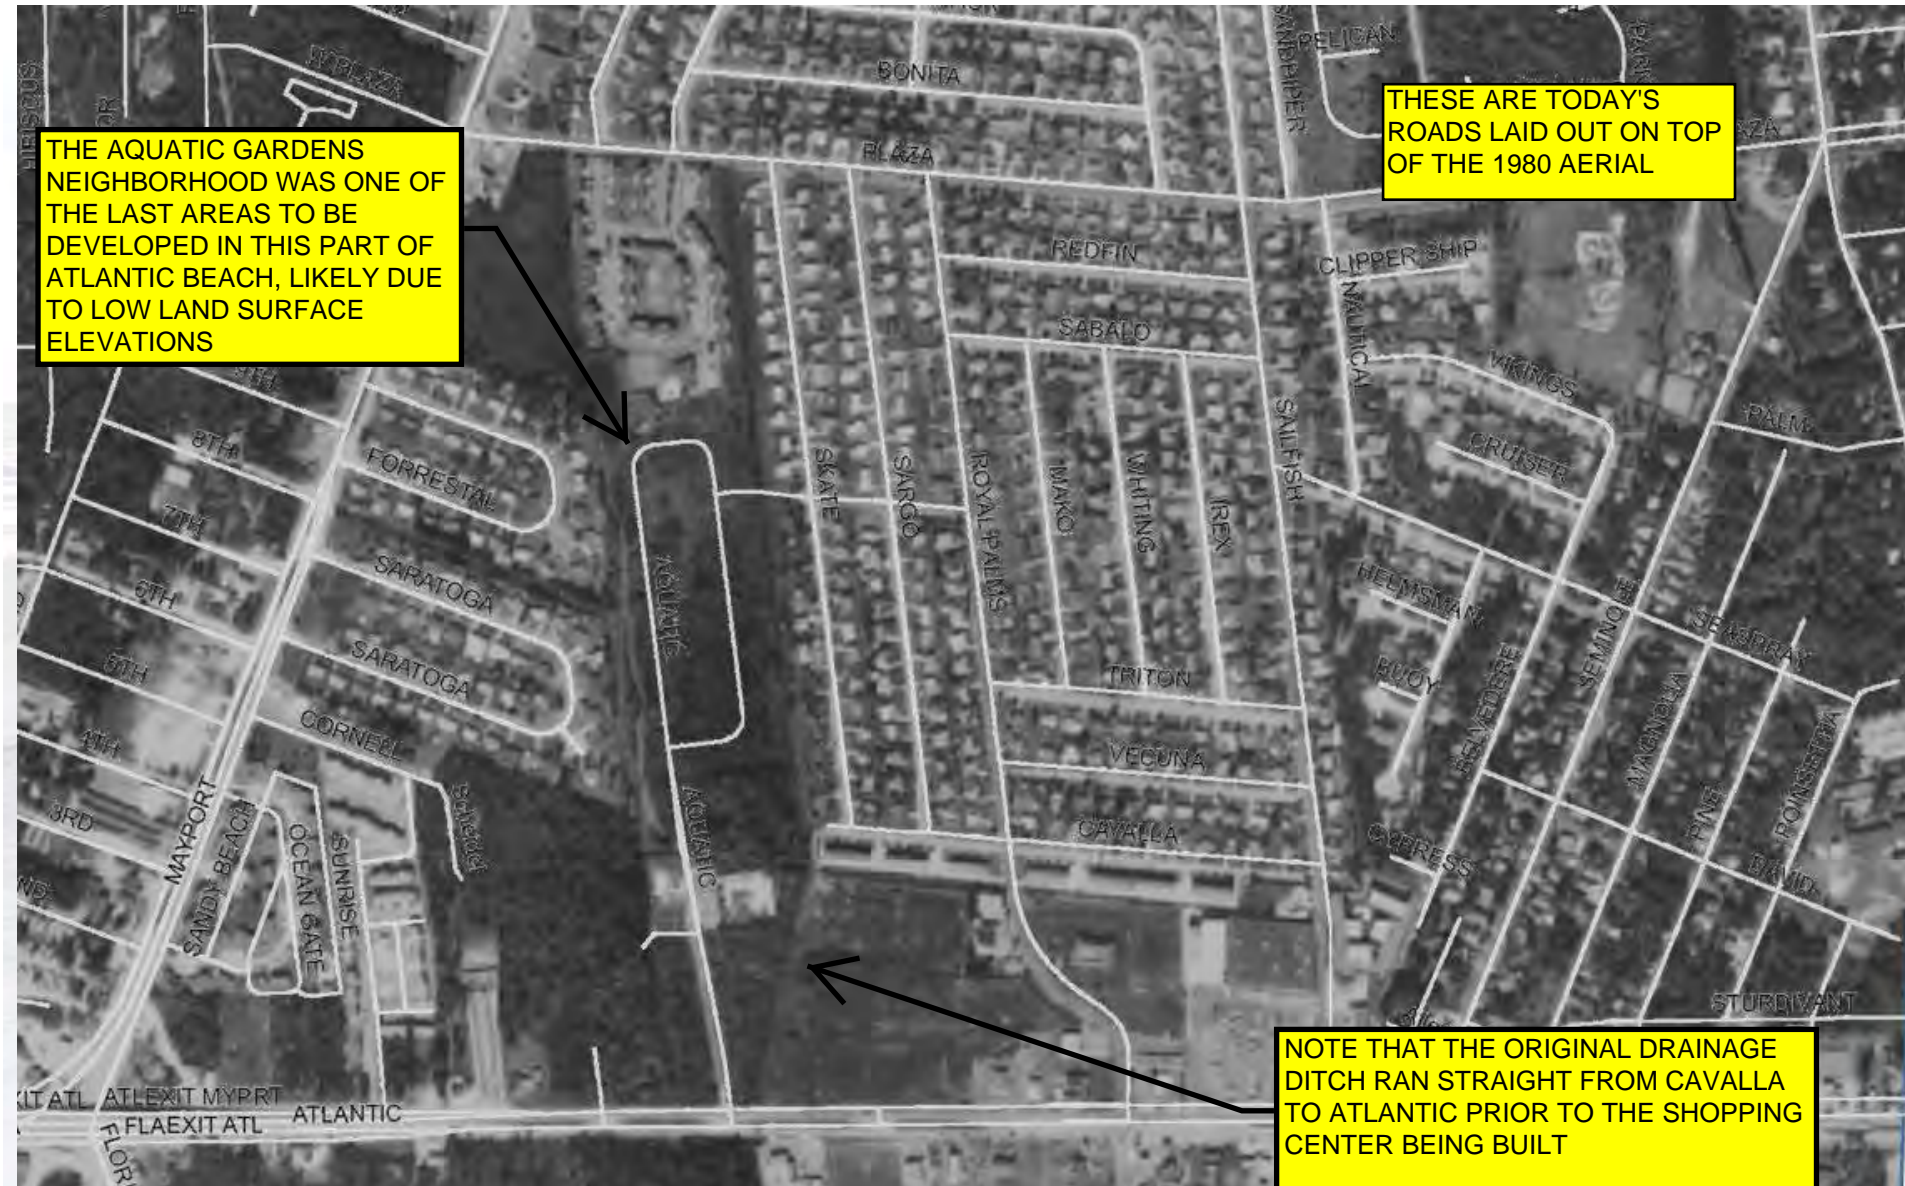 PELICAN
BONITA
W PLAZA
HIBISCUS
SANDPIPER
THESE ARE TODAY'S
ROADS LAID OUT ON TOP
OF THE 1980 AERIAL
THE AQUATIC GARDENS
NEIGHBORHOOD WAS ONE OF
THE LAST AREAS TO BE
DEVELOPED IN THIS PART OF
ATLANTIC BEACH, LIKELY DUE
TO LOW LAND SURFACE
ELEVATIONS
PLAZA
REDFIN
CLIPPER SHIP
NAUTICAL
SABALO
VIKINGS
PALM
9TH
8TH
FORRESTAL
7TH
SKATE
SARGO
ROYAL PALMS
MAKO
WHITING
IREX
SAILFISH
CRUISER
SARATOGA
AQUATIC
6TH
HELMSMAN
SEMINOLE
SEASPRAY
SARATOGA
5TH
TRITON
BUOY
BELVEDERE
MAGNOLIA
PINE
POINSETTIA
CORNELL
4TH
VECUNA
3RD
MAYPORT
SANDY BEACH
OCEAN GATE
SUNRISE
Scheidel
AQUATIC
CAVALLA
CYPRESS
DAVID
STURDIVANT
NOTE THAT THE ORIGINAL DRAINAGE
DITCH RAN STRAIGHT FROM CAVALLA
TO ATLANTIC PRIOR TO THE SHOPPING
CENTER BEING BUILT
XIT ATL
ATLEXIT MYPRT
ATLANTIC
FLAEXIT ATL